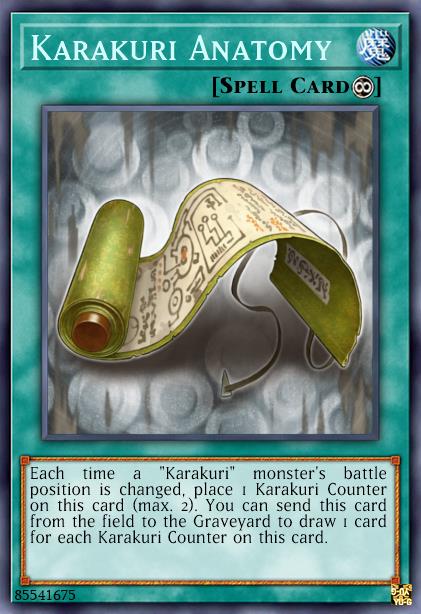 Karakuri Anatomy
[Spell Card]
Each time a "Karakuri" monster's battle
position is changed, place 1 Karakuri Counter
on this card (max. 2). You can send this card
from the field to the Graveyard to draw 1 card
for each Karakuri Counter on this card.
85541675